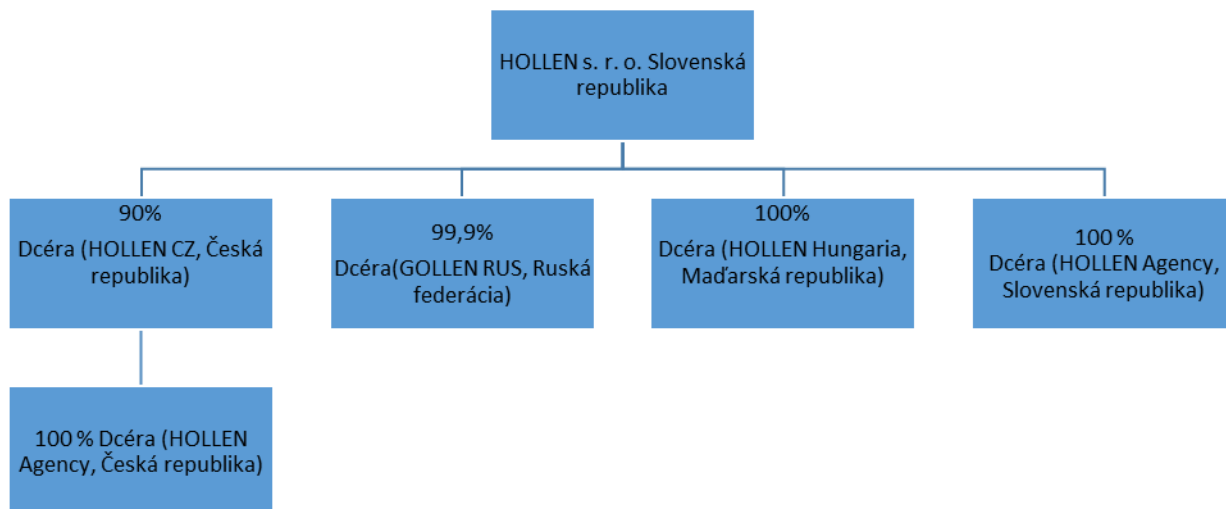 HOLLEN s. r. o. Slovenská
republika
90%
Dcéra (HOLLEN CZ, Česká
republika)
99,9%
Dcéra(GOLLEN RUS, Ruská
federácia)
100%
Dcéra (HOLLEN Hungaria,
Maďarská republika)
100 %
Dcéra (HOLLEN Agency,
Slovenská republika)
100 % Dcéra (HOLLEN
Agency, Česká republika)